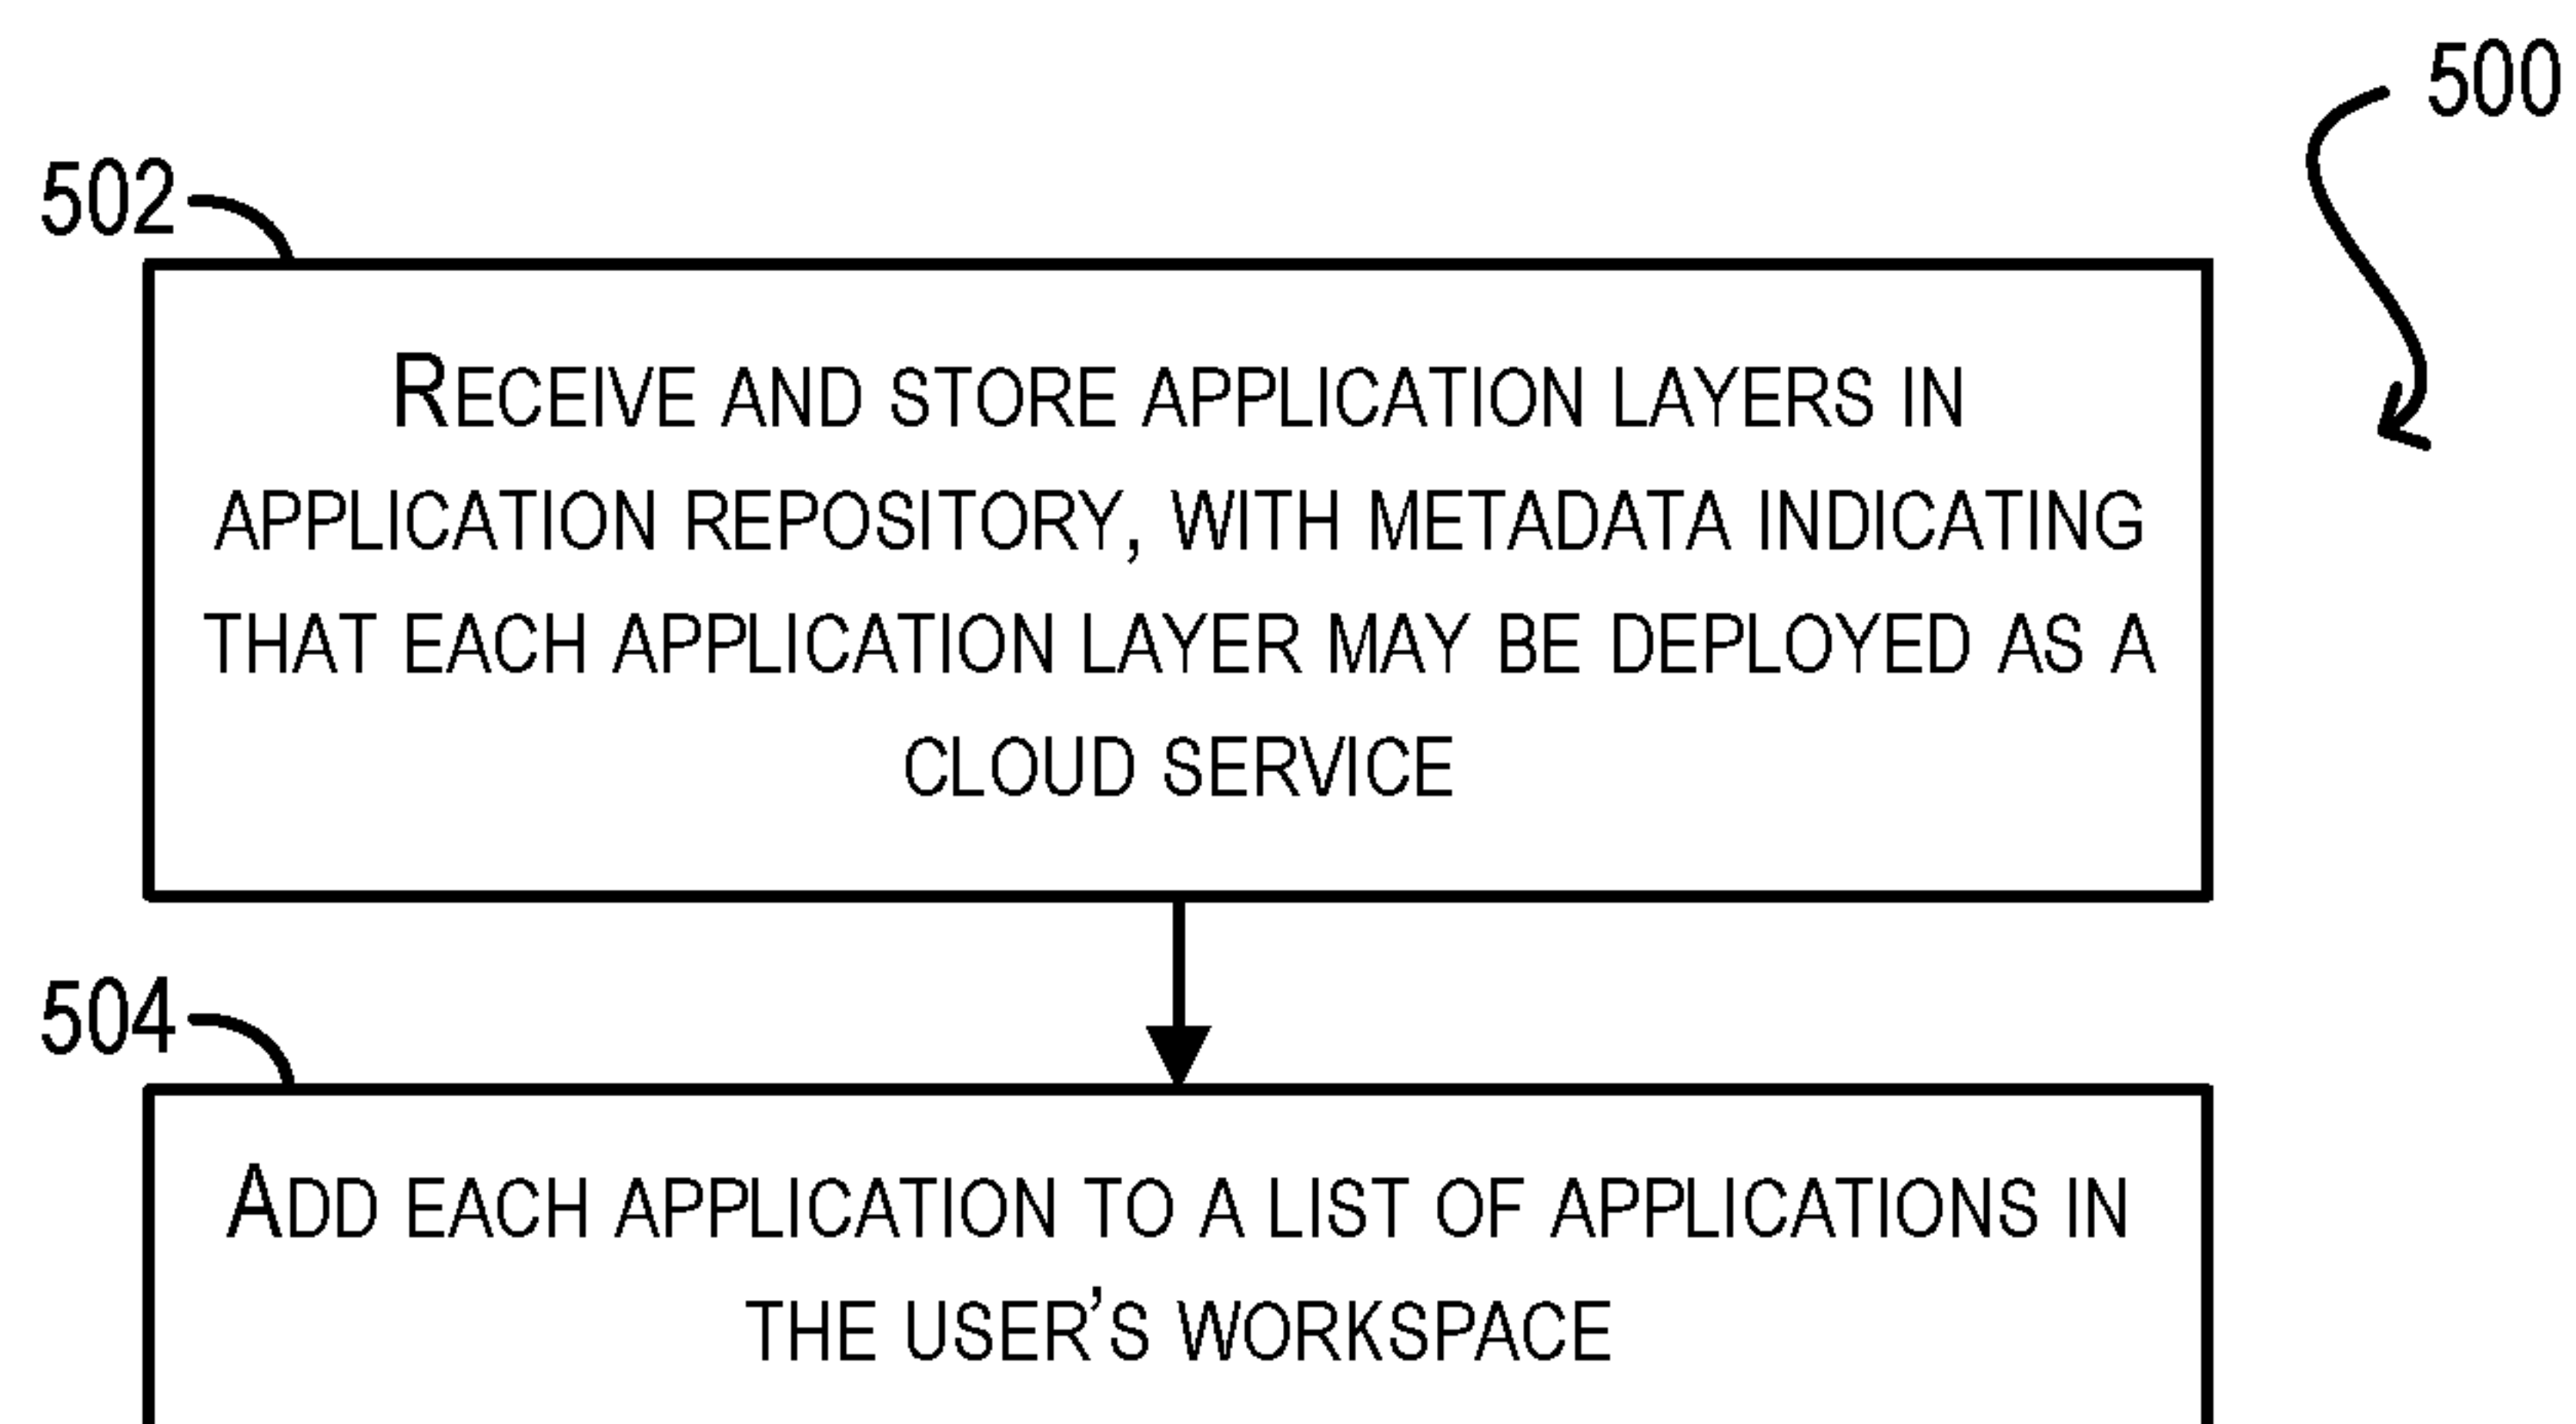 500
502
Receive and store application layers in
application repository, with metadata indicating
that each application layer may be deployed as a
cloud service
504
Add each application to a list of applications in
the user’s workspace